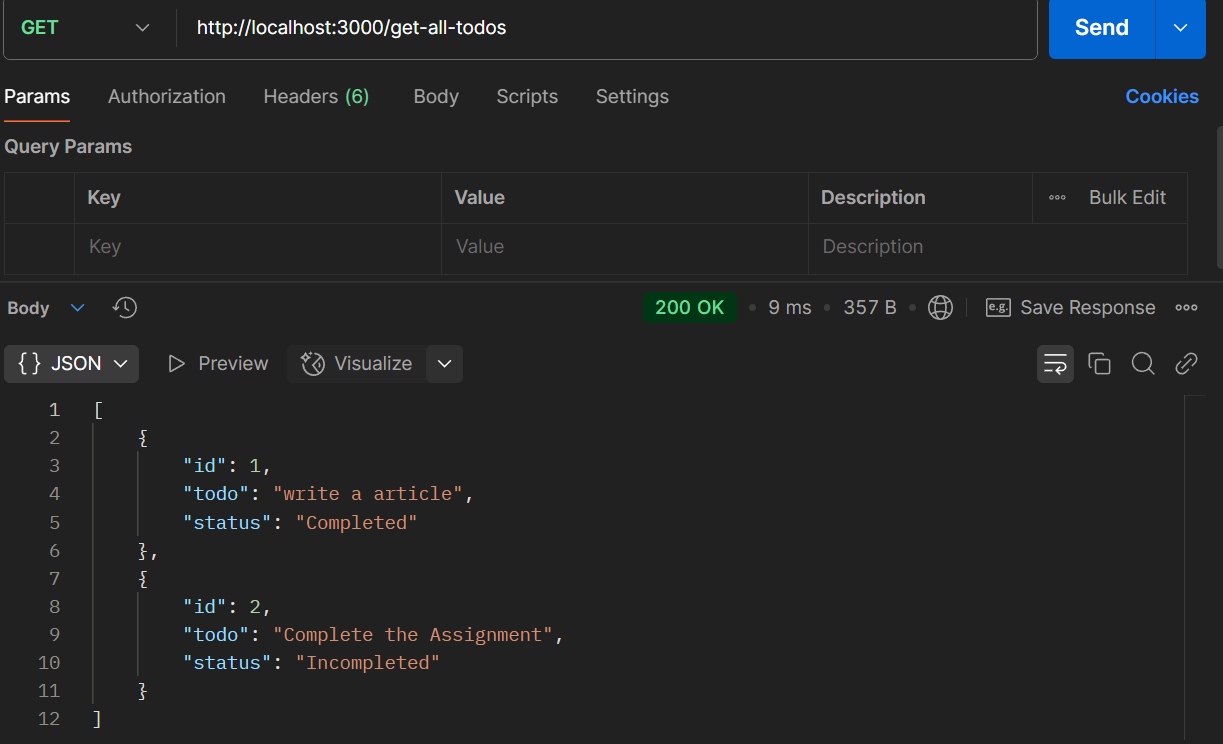 GET http://localhost:3000/get-all-todos Send
Params Authorization Headers (6) Body Scripts Settings Cookies
Query Params
Key Value Description Bulk Edit
Key Value Description
Body 200 OK 9 ms 357 B e.g. Save Response
{} JSON Preview Visualize
1 [
2 {
3 "id": 1,
4 "todo": "write a article",
5 "status": "Completed"
6 },
7 {
8 "id": 2,
9 "todo": "Complete the Assignment",
10 "status": "Incompleted"
11 }
12 ]